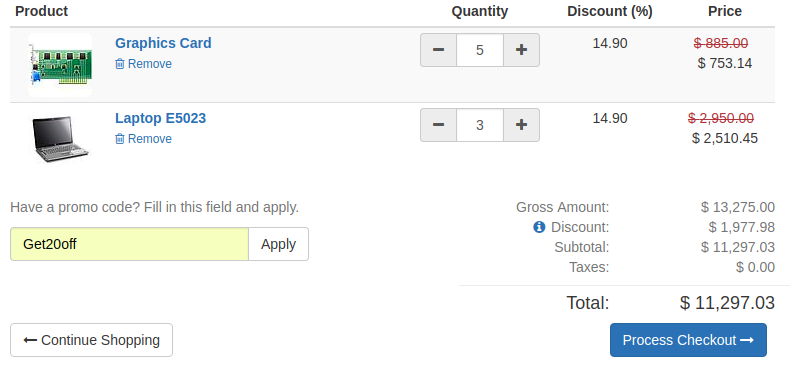 Product Quantity Discount (%) Price
Graphics Card 5 14.90 $ 885.00
Remove $ 753.14
Laptop E5023 3 14.90 $ 2,950.00
Remove $ 2,510.45
Have a promo code? Fill in this field and apply.
Get20off Apply
Gross Amount: $ 13,275.00
Discount: $ 1,977.98
Subtotal: $ 11,297.03
Taxes: $ 0.00
Total: $ 11,297.03
Continue Shopping Process Checkout